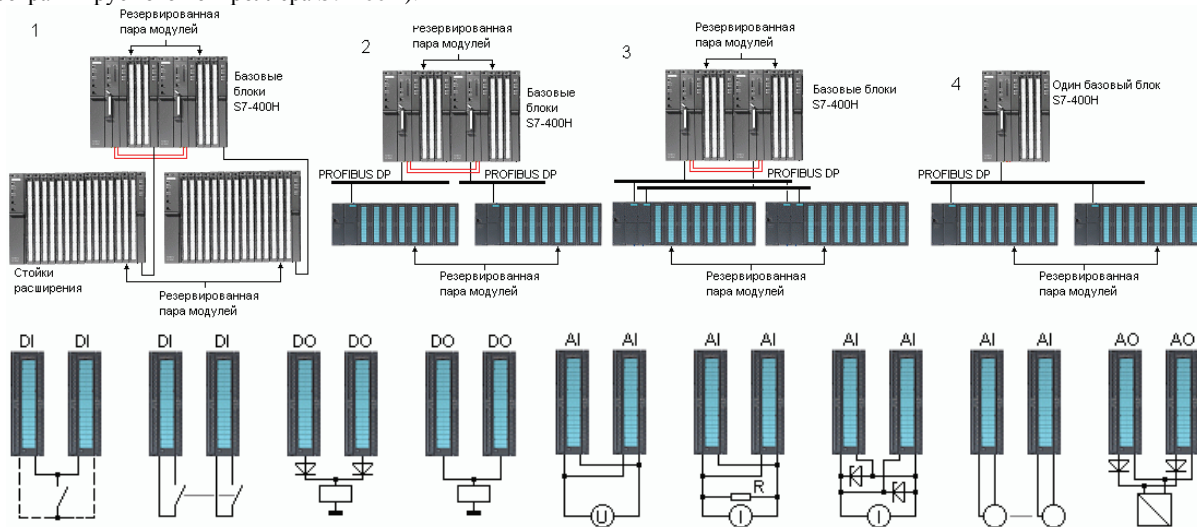 1
Резервированная
пара модулей
Базовые
блоки
S7-400H
Стойки
расширения
Резервированная
пара модулей
2
Резервированная
пара модулей
Базовые
блоки
S7-400H
PROFIBUS DP
PROFIBUS DP
Резервированная
пара модулей
3
Резервированная
пара модулей
Базовые блоки
S7-400H
PROFIBUS DP
Резервированная
пара модулей
4
Один базовый блок
S7-400H
PROFIBUS DP
Резервированная
пара модулей
DI DI DI DI DO DO DO DO AI AI AI AI AI AI AI AI AO AO
U R I I